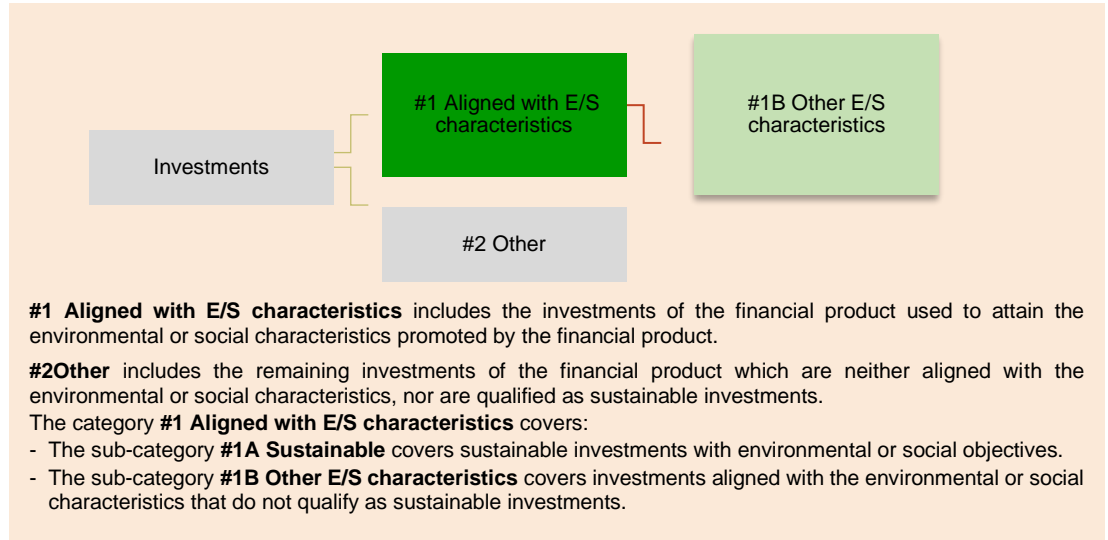 #1 Aligned with E/S
characteristics
#1B Other E/S
characteristics
Investments
#2 Other
#1 Aligned with E/S characteristics includes the investments of the financial product used to attain the
environmental or social characteristics promoted by the financial product.
#2Other includes the remaining investments of the financial product which are neither aligned with the
environmental or social characteristics, nor are qualified as sustainable investments.
The category #1 Aligned with E/S characteristics covers:
- The sub-category #1A Sustainable covers sustainable investments with environmental or social objectives.
- The sub-category #1B Other E/S characteristics covers investments aligned with the environmental or social
characteristics that do not qualify as sustainable investments.